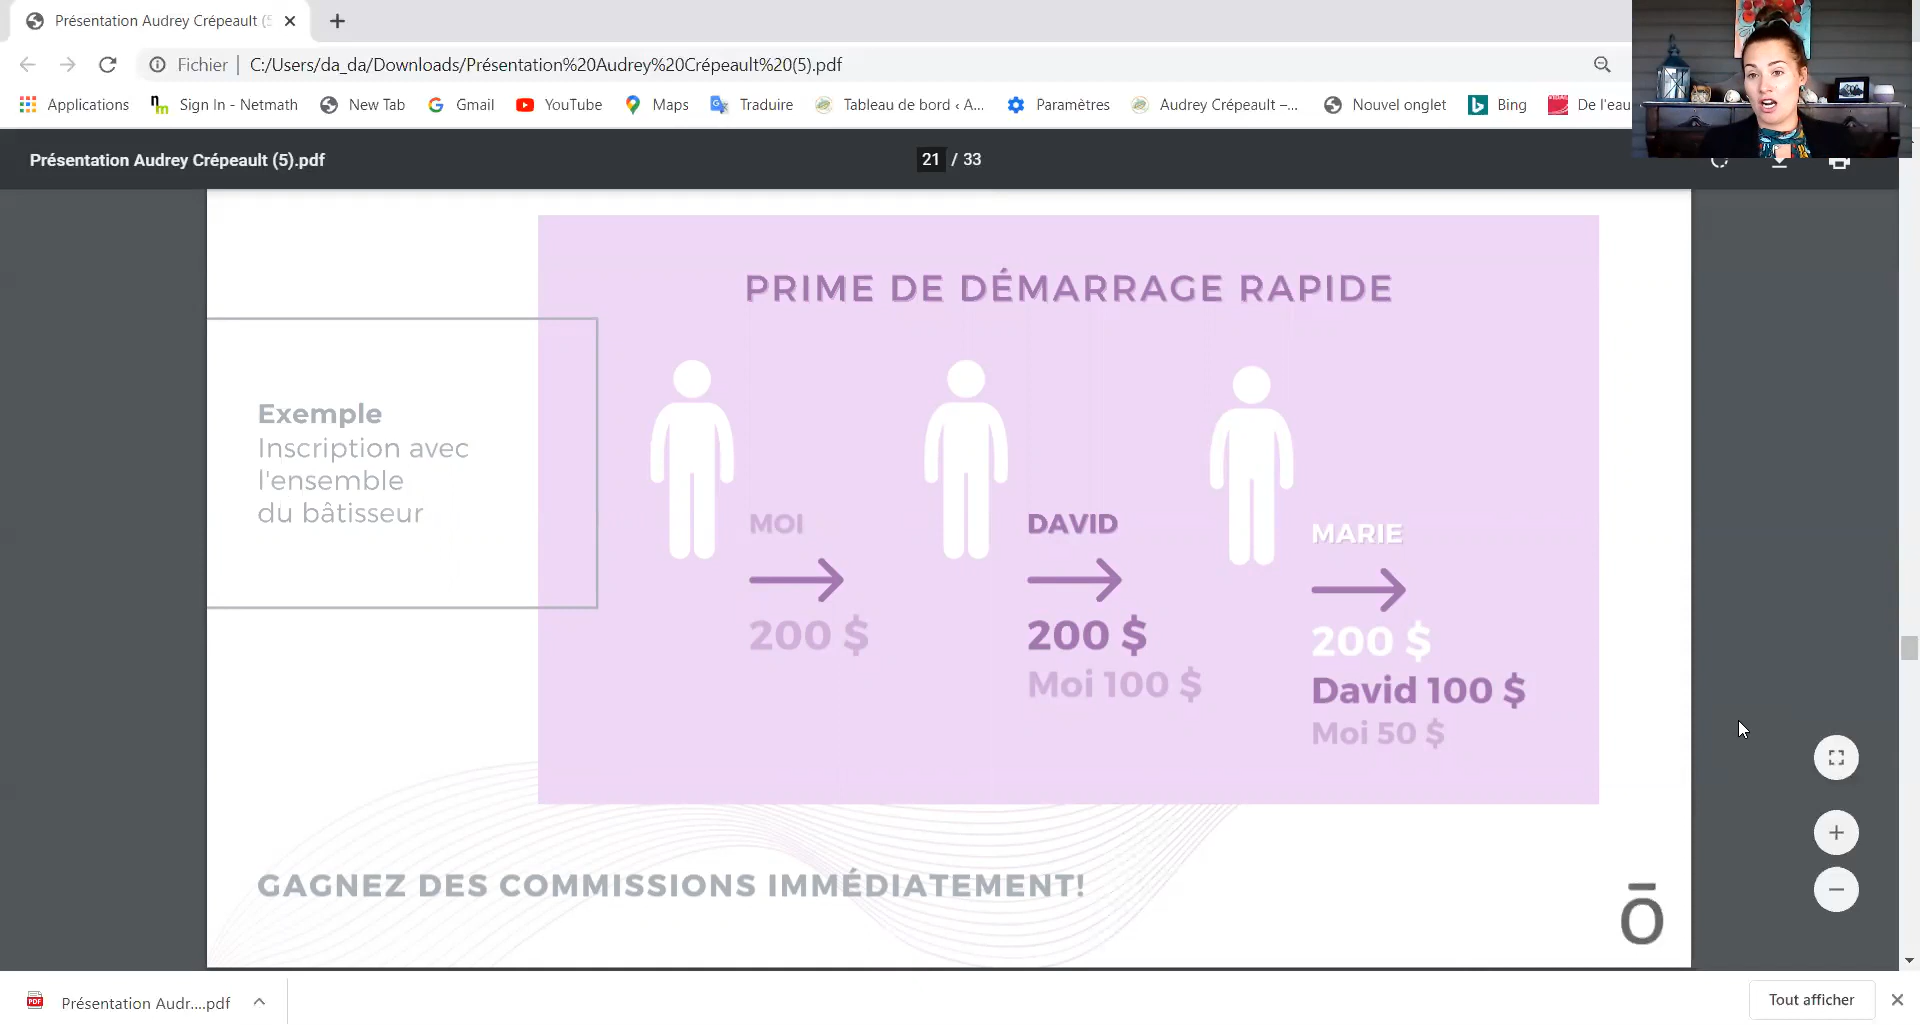 Présentation Audrey Crépeault (5
Fichier | C:/Users/da_da/Downloads/Présentation%20Audrey%20Crépeault%20(5).pdf
Applications Sign In - Netmath New Tab Gmail YouTube Maps Traduire Tableau de bord ‹ A... Paramètres Audrey Crépeault –... Nouvel onglet Bing De l'eau
Présentation Audrey Crépeault (5).pdf
21 / 33
PRIME DE DÉMARRAGE RAPIDE
Exemple
Inscription avec
l'ensemble
du bâtisseur
MOI
200 $
DAVID
200 $
Moi 100 $
MARIE
200 $
David 100 $
Moi 50 $
GAGNEZ DES COMMISSIONS IMMÉDIATEMENT!
ō
Présentation Audr....pdf
Tout afficher